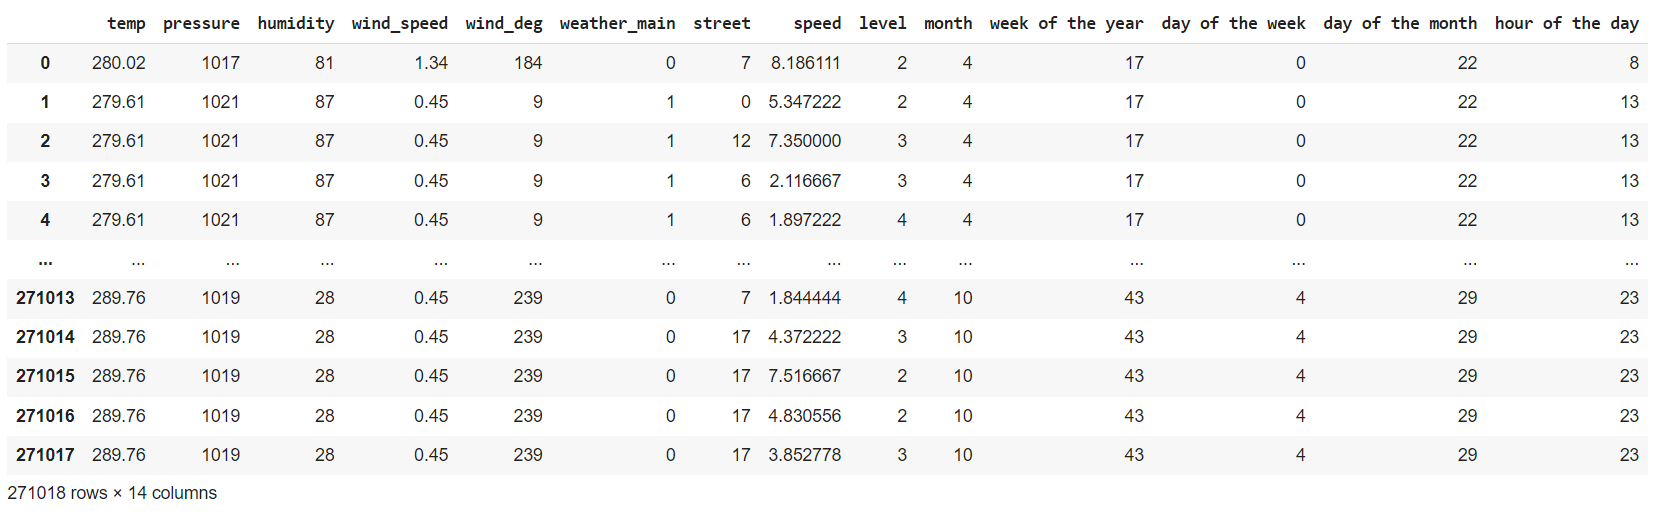 temp pressure humidity wind_speed wind_deg weather_main street speed level month week of the year day of the week day of the month hour of the day
0 280.02 1017 81 1.34 184 0 7 8.186111 2 4 17 0 22 8
1 279.61 1021 87 0.45 9 1 0 5.347222 2 4 17 0 22 13
2 279.61 1021 87 0.45 9 1 12 7.350000 3 4 17 0 22 13
3 279.61 1021 87 0.45 9 1 6 2.116667 3 4 17 0 22 13
4 279.61 1021 87 0.45 9 1 6 1.897222 4 4 17 0 22 13
... ... ... ... ... ... ... ... ... ... ... ... ... ... ...
271013 289.76 1019 28 0.45 239 0 7 1.844444 4 10 43 4 29 23
271014 289.76 1019 28 0.45 239 0 17 4.372222 3 10 43 4 29 23
271015 289.76 1019 28 0.45 239 0 17 7.516667 2 10 43 4 29 23
271016 289.76 1019 28 0.45 239 0 17 4.830556 2 10 43 4 29 23
271017 289.76 1019 28 0.45 239 0 17 3.852778 3 10 43 4 29 23
271018 rows × 14 columns